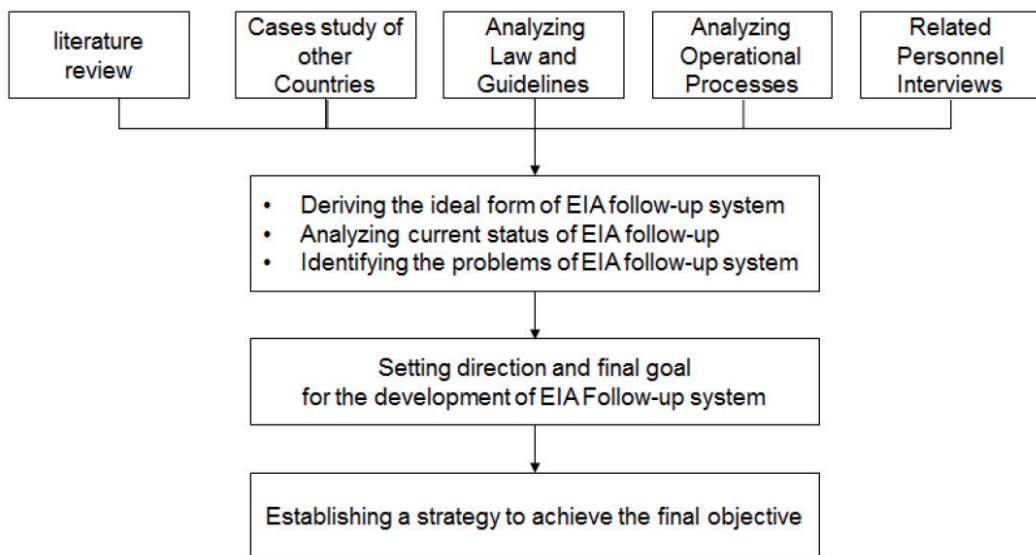 literature
review
Cases study of
other
Countries
Analyzing
Law and
Guidelines
Analyzing
Operational
Processes
Related
Personnel
Interviews
• Deriving the ideal form of EIA follow-up system
• Analyzing current status of EIA follow-up
• Identifying the problems of EIA follow-up system
Setting direction and final goal
for the development of EIA Follow-up system
Establishing a strategy to achieve the final objective